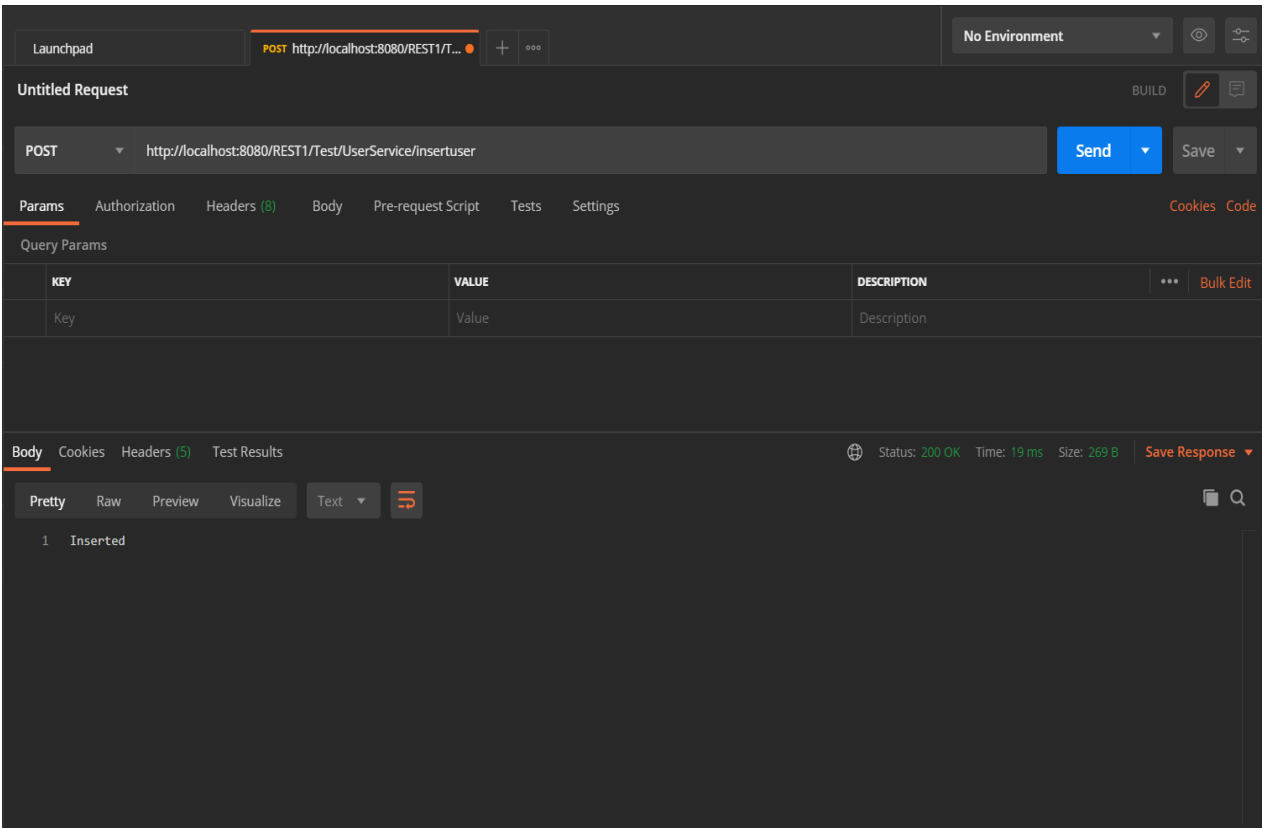 Launchpad
POST http://localhost:8080/REST1/T...
No Environment
Untitled Request
BUILD
POST http://localhost:8080/REST1/Test/UserService/insertuser
Send
Save
Params Authorization Headers (8) Body Pre-request Script Tests Settings
Cookies Code
Query Params
KEY VALUE DESCRIPTION
Bulk Edit
Key Value Description
Body Cookies Headers (5) Test Results
Status: 200 OK Time: 19 ms Size: 269 B
Save Response
Pretty Raw Preview Visualize Text
1 Inserted